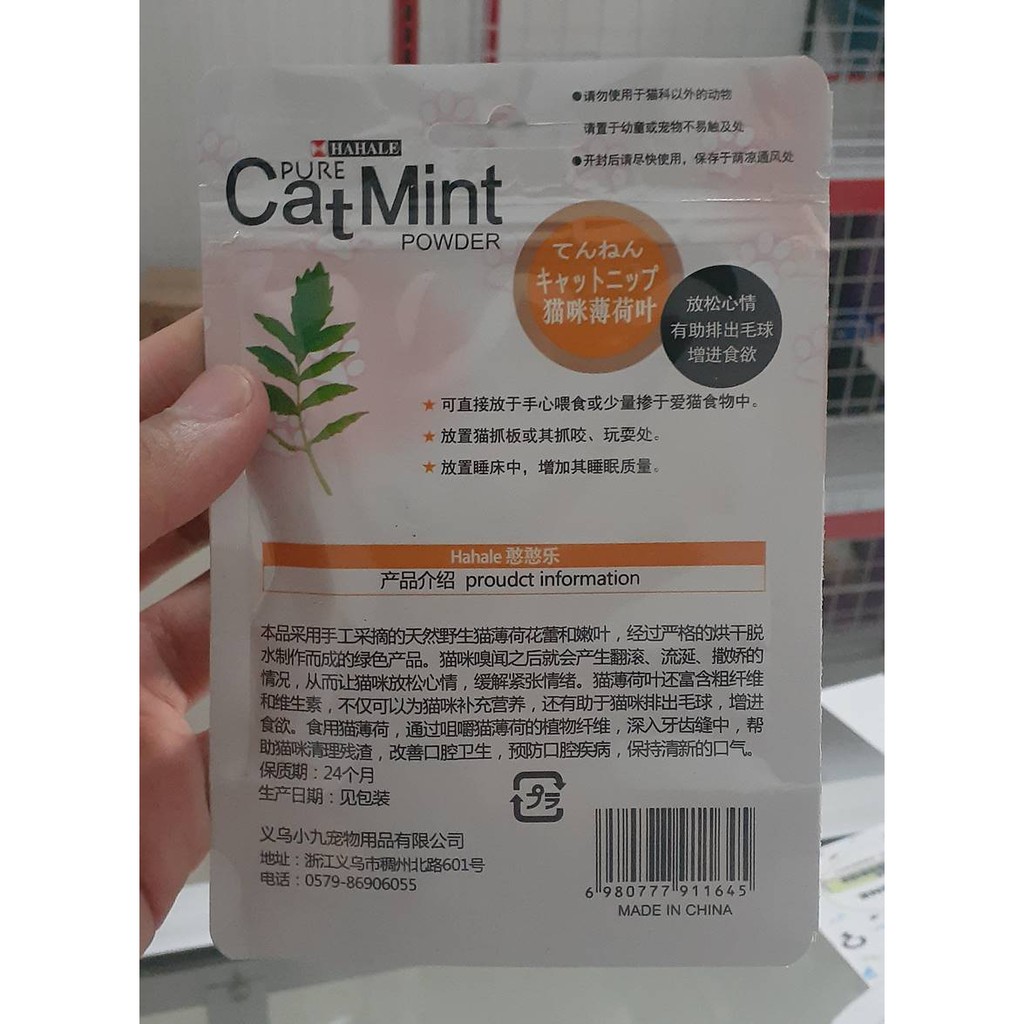 ●请勿使用于猫科以外的动物
请置于幼童或宠物不易触及处
●开封后请尽快使用，保存于荫凉通风处
HAHALE
PURE
CatMint
POWDER
てんねん
キャットニップ
猫咪薄荷叶
放松心情
有助排出毛球
增进食欲
★可直接放于手心喂食或少量掺于爱猫食物中。
★放置猫抓板或其抓咬、玩耍处。
★放置睡床中，增加其睡眠质量。
Hahale 憨憨乐
产品介绍 proudct information
本品采用手工采摘的天然野生猫薄荷花蕾和嫩叶，经过严格的烘干脱
水制作而成的绿色产品。猫咪嗅闻之后就会产生翻滚、流涎、撒娇的
情况，从而让猫咪放松心情，缓解紧张情绪。猫薄荷叶还富含粗纤维
和维生素，不仅可以为猫咪补充营养，还有助于猫咪排出毛球，增进
食欲。食用猫薄荷，通过咀嚼猫薄荷的植物纤维，深入牙齿缝中，帮
助猫咪清理残渣，改善口腔卫生，预防口腔疾病，保持清新的口气。
保质期：24个月
生产日期：见包装
プラ
义乌小九宠物用品有限公司
地址：浙江义乌市稠州北路601号
电话：0579-86906055
6 980777 911645
MADE IN CHINA